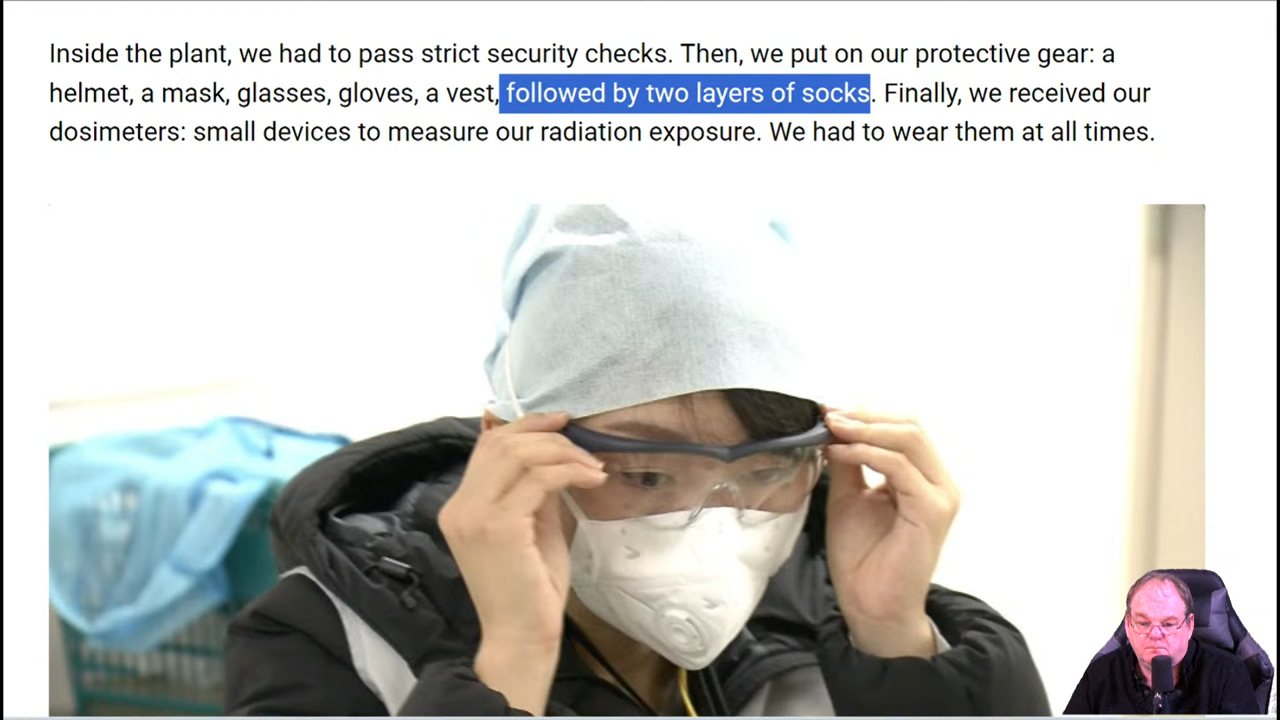 Inside the plant, we had to pass strict security checks. Then, we put on our protective gear: a
helmet, a mask, glasses, gloves, a vest, followed by two layers of socks. Finally, we received our
dosimeters: small devices to measure our radiation exposure. We had to wear them at all times.